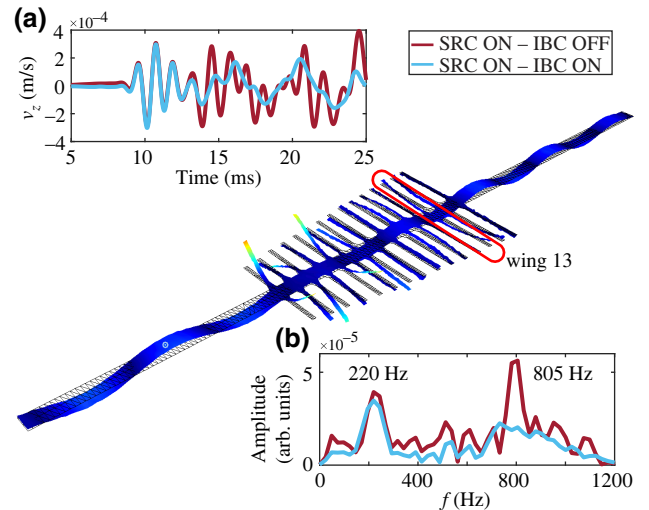 (a)
×10⁻⁴
4
2
0
−2
−4
v_z (m/s)
5 10 15 20 25
Time (ms)
SRC ON – IBC OFF
SRC ON – IBC ON
wing 13
(b)
×10⁻⁵
220 Hz
805 Hz
5
0
Amplitude
(arb. units)
0 400 800 1200
f (Hz)